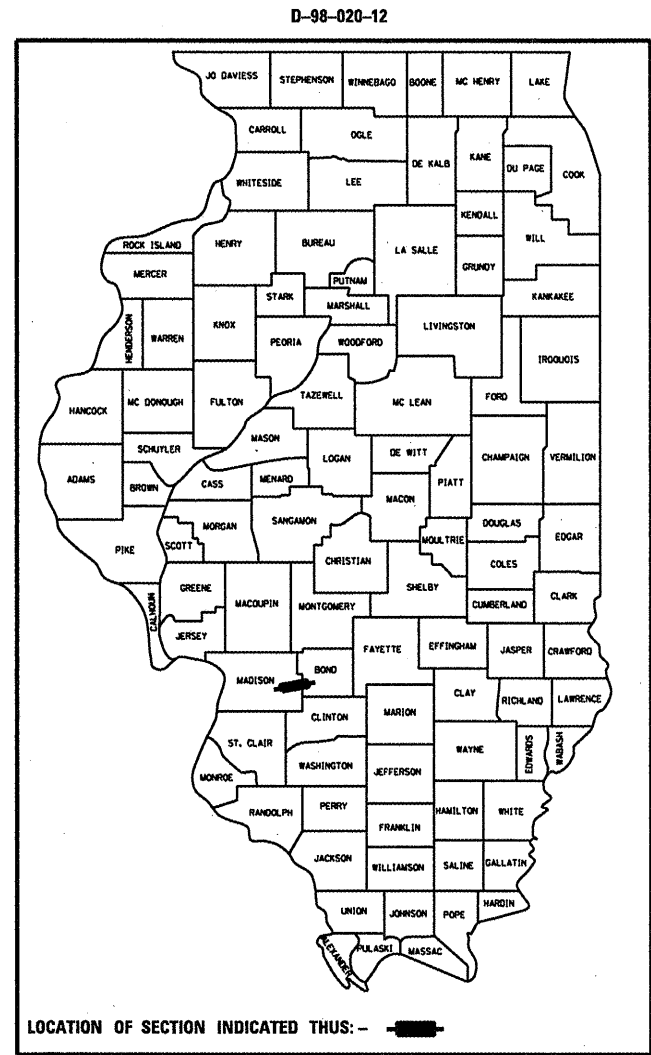 D-98-020-12
JO DAVIESS STEPHENSON WINNEBAGO BOONE MC HENRY LAKE
CARROLL OGLE DE KALB KANE DU PAGE COOK
WHITESIDE LEE
KENDALL WILL
ROCK ISLAND HENRY BUREAU LA SALLE GRUNDY
MERCER PUTNAM KANKAKEE
STARK MARSHALL
HENDERSON WARREN KNOX PEORIA WOODFORD LIVINGSTON IROQUOIS
HANCOCK MC DONOUGH FULTON TAZEWELL MC LEAN FORD
SCHUYLER MASON LOGAN DE WITT CHAMPAIGN VERMILION
ADAMS BROWN CASS MENARD MACON PIATT
PIKE SCOTT MORGAN SANGAMON CHRISTIAN MOULTRIE DOUGLAS EDGAR
COLES
CALHOUN GREENE MACOUPIN MONTGOMERY SHELBY CUMBERLAND CLARK
JERSEY FAYETTE EFFINGHAM JASPER CRAWFORD
MADISON BOND CLAY RICHLAND LAWRENCE
CLINTON MARION
ST. CLAIR WAYNE EDWARDS WABASH
MONROE WASHINGTON JEFFERSON
RANDOLPH PERRY HAMILTON WHITE
FRANKLIN
JACKSON WILLIAMSON SALINE GALLATIN
UNION JOHNSON POPE HARDIN
ALEXANDER PULASKI MASSAC
LOCATION OF SECTION INDICATED THUS: -